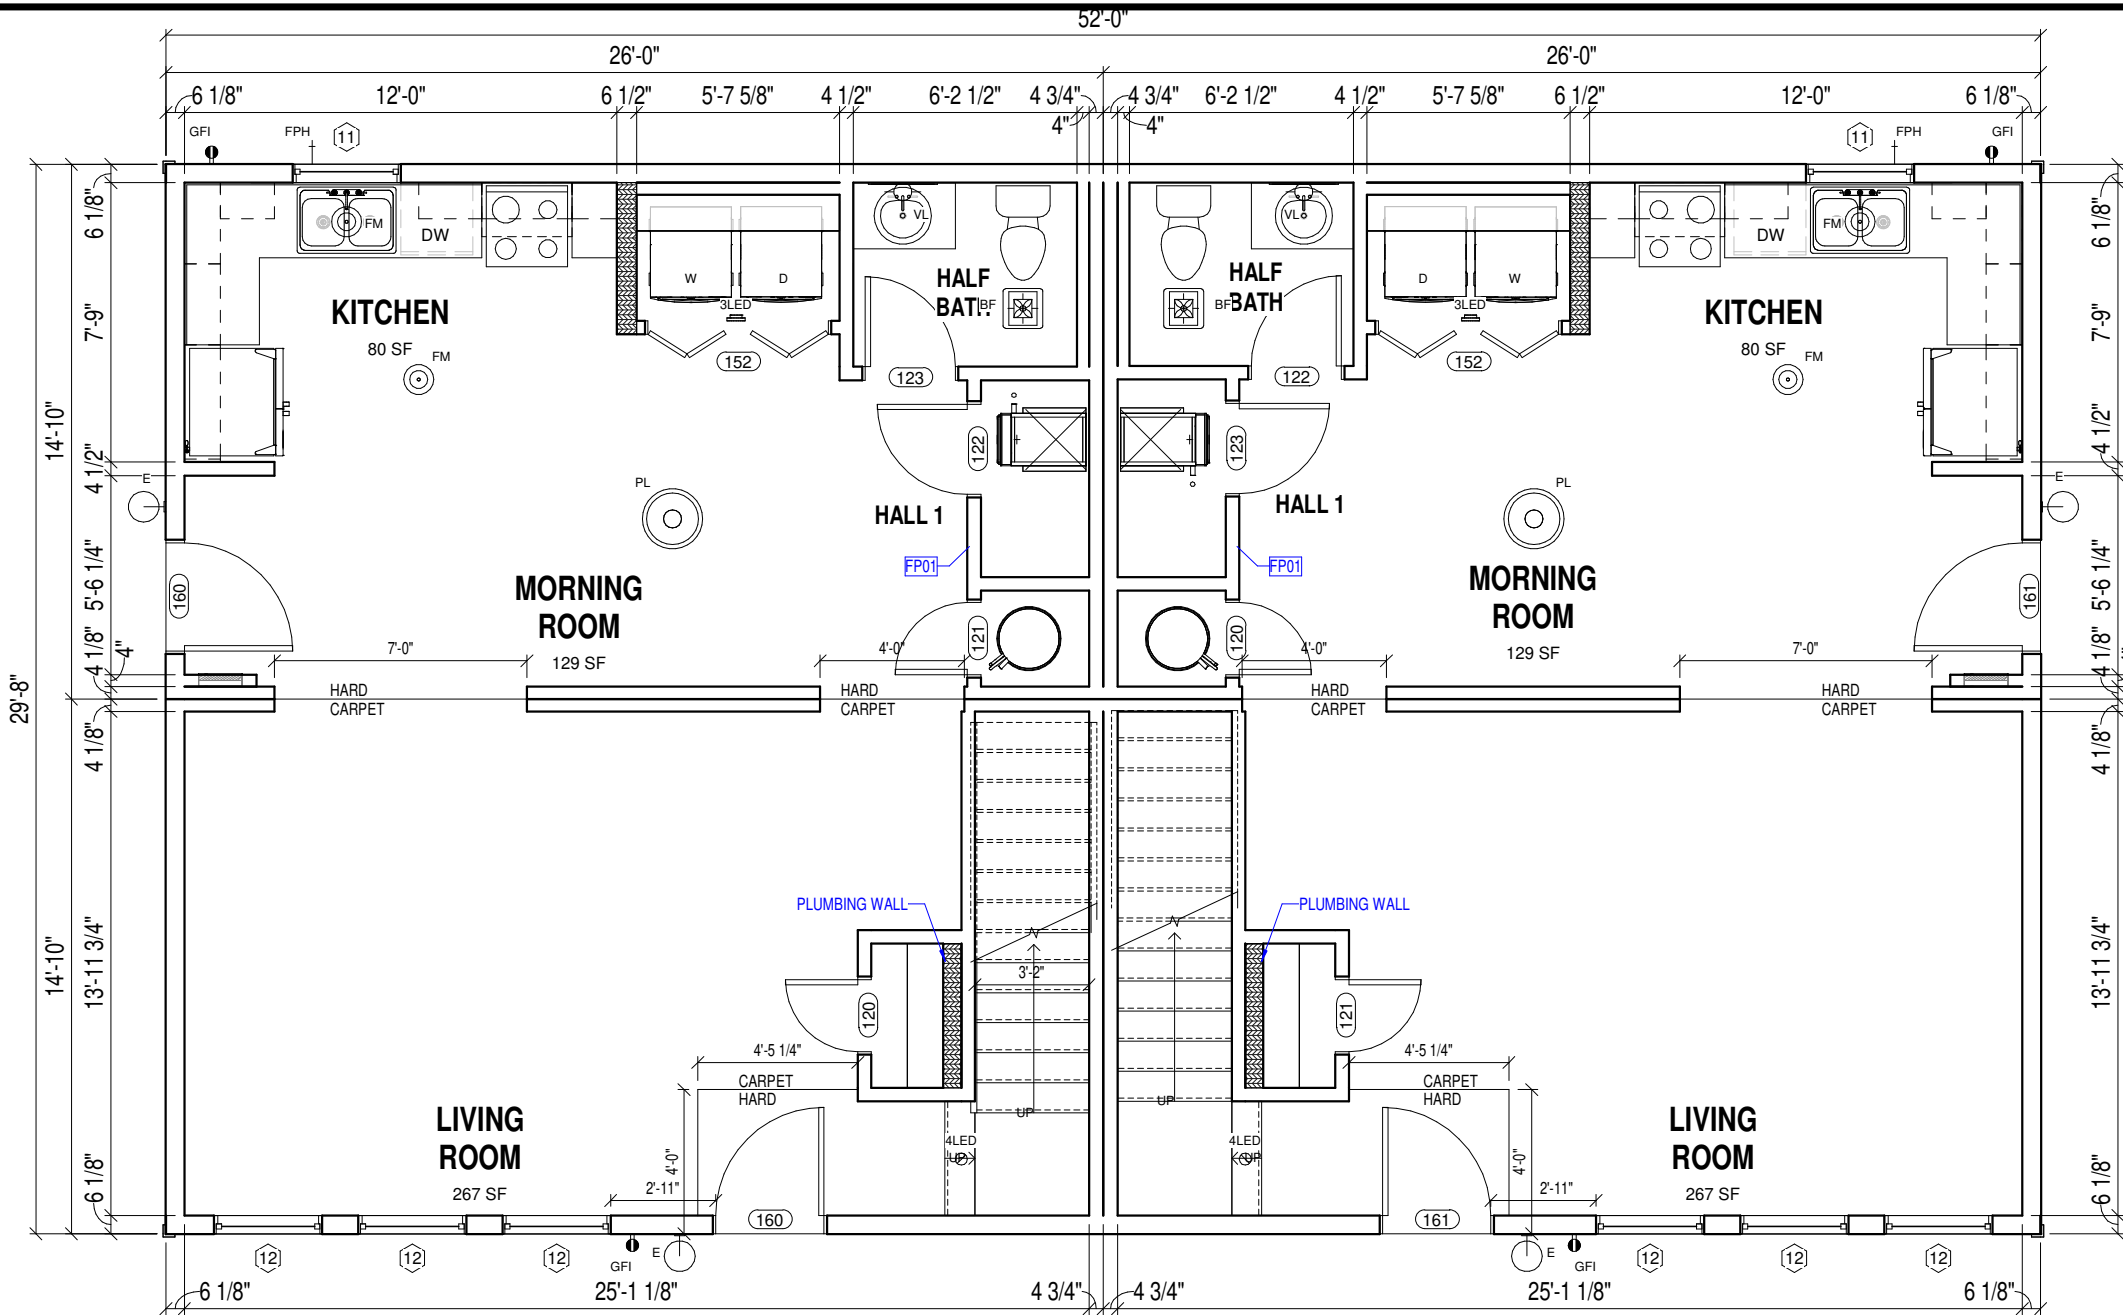 52'-0"
26'-0" 26'-0"
6 1/8" 12'-0" 6 1/2" 5'-7 5/8" 4 1/2" 6'-2 1/2" 4 3/4" 4 3/4" 6'-2 1/2" 4 1/2" 5'-7 5/8" 6 1/2" 12'-0" 6 1/8"
4" 4"
GFI FPH 11 11 FPH GFI
FM DW VL VL DW FM
W D D W
3LED 3LED
HALF
BATH
BF
HALF
BATH
BF
KITCHEN
80 SF
FM
KITCHEN
80 SF
FM
152 123 122 152
122 123
E PL PL E
HALL 1 HALL 1
FP01 FP01
160 161
MORNING
ROOM
129 SF
MORNING
ROOM
129 SF
121 120
7'-0" 4'-0" 4'-0" 7'-0"
HARD HARD HARD HARD
CARPET CARPET CARPET CARPET
6 1/8"
7'-9"
4 1/2"
5'-6 1/4"
4 1/8"
4"
4 1/8"
13'-11 3/4"
6 1/8"
14'-10"
14'-10"
29'-8"
6 1/8"
7'-9"
4 1/2"
5'-6 1/4"
4 1/8"
4 1/8"
13'-11 3/4"
6 1/8"
PLUMBING WALL PLUMBING WALL
3'-2"
120 121
4'-5 1/4" 4'-5 1/4"
CARPET CARPET
HARD HARD
UP UP
4LED 4LED
UP UP
LIVING
ROOM
267 SF
LIVING
ROOM
267 SF
4'-0" 4'-0"
2'-11" 2'-11"
160 161
12 12 12 GFI E E GFI 12 12 12
6 1/8" 25'-1 1/8" 4 3/4" 4 3/4" 25'-1 1/8" 6 1/8"